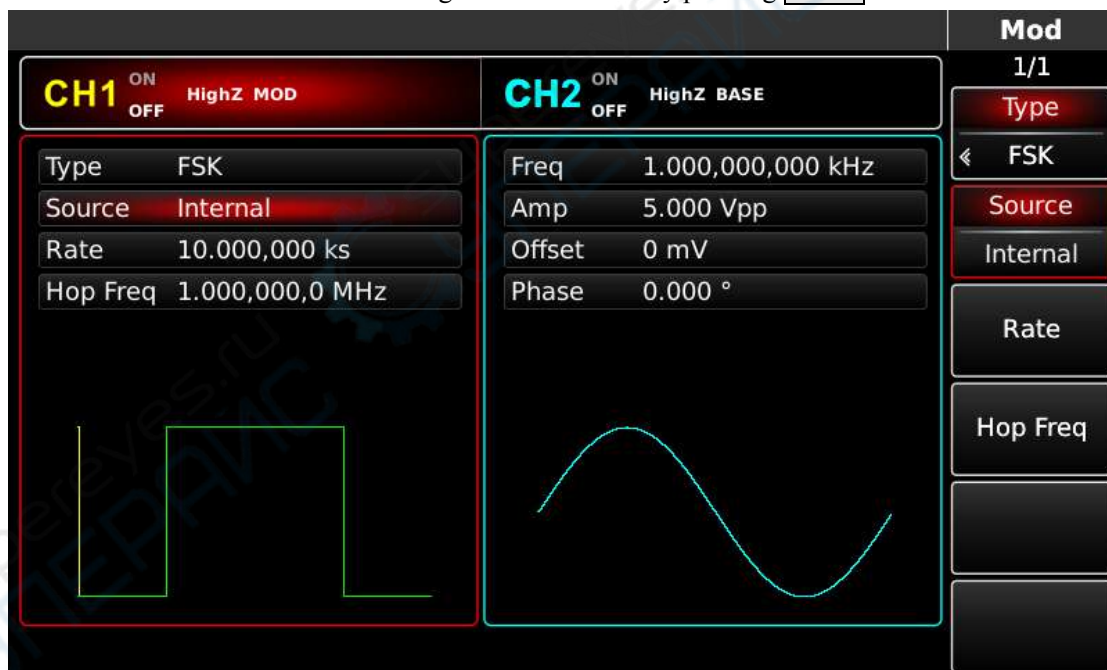 Mod
1/1
CH1 ON OFF HighZ MOD
CH2 ON OFF HighZ BASE
Type FSK
Source Internal
Rate 10.000,000 ks
Hop Freq 1.000,000,0 MHz
Freq 1.000,000,000 kHz
Amp 5.000 Vpp
Offset 0 mV
Phase 0.000 °
Type
FSK
Source
Internal
Rate
Hop Freq